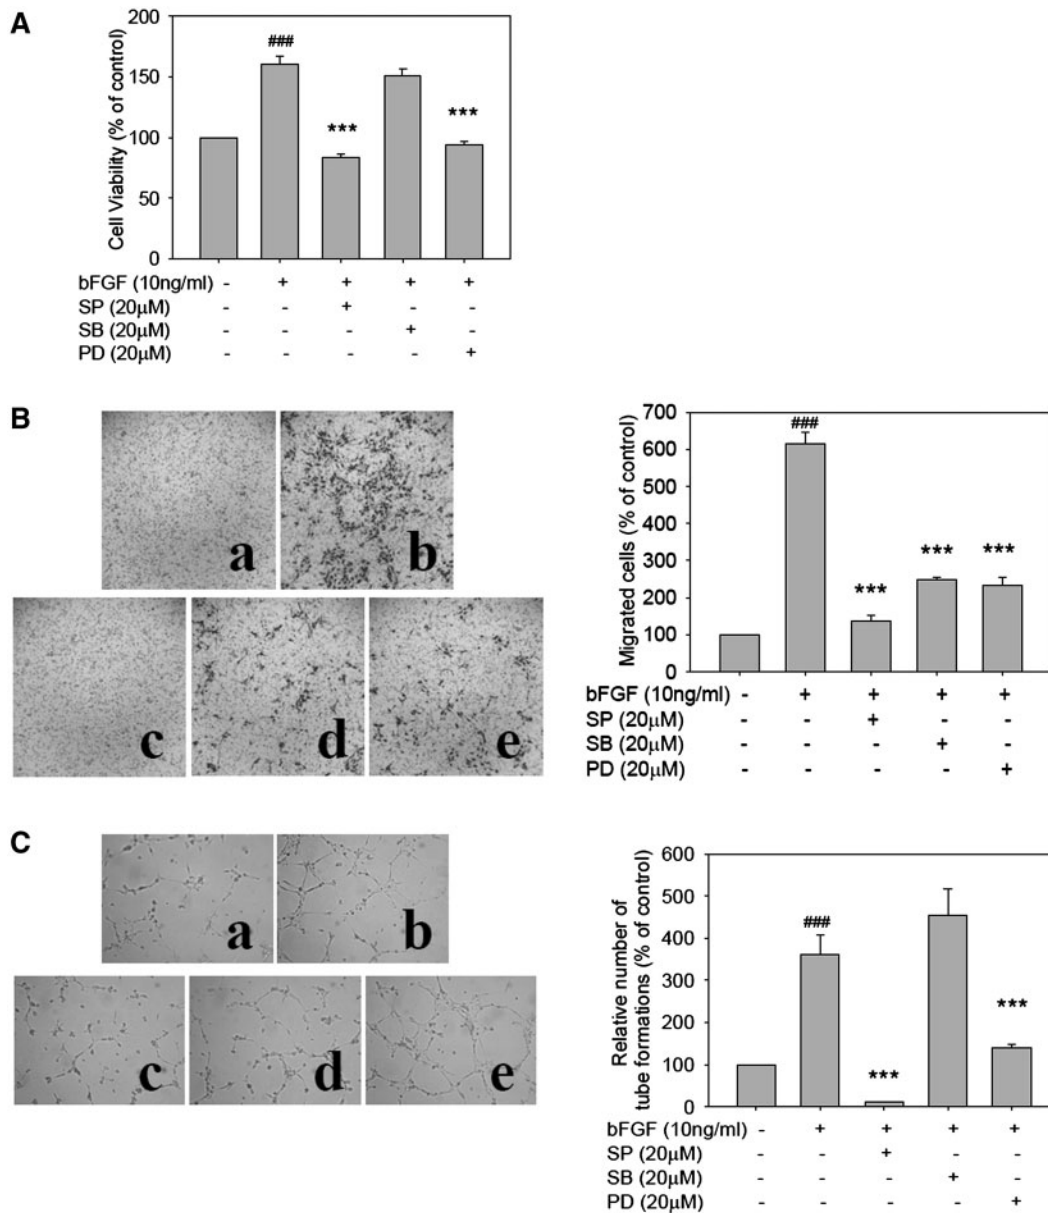 A
Cell Viability (% of control)
200
150
100
50
0
###
***
***
bFGF (10ng/ml) - + + + +
SP (20μM) - - + - -
SB (20μM) - - - + -
PD (20μM) - - - - +
B
a
b
c
d
e
Migrated cells (% of control)
700
600
500
400
300
200
100
0
###
***
***
***
bFGF (10ng/ml) - + + + +
SP (20μM) - - + - -
SB (20μM) - - - + -
PD (20μM) - - - - +
C
a
b
c
d
e
Relative number of
tube formations (% of control)
600
500
400
300
200
100
0
###
***
***
bFGF (10ng/ml) - + + + +
SP (20μM) - - + - -
SB (20μM) - - - + -
PD (20μM) - - - - +